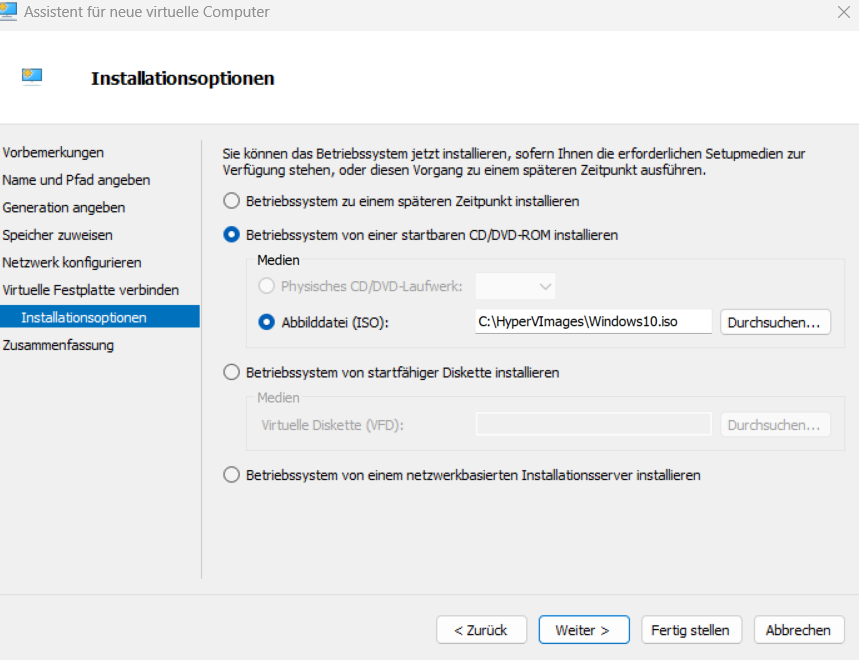 Assistent für neue virtuelle Computer
Installationsoptionen
Vorbemerkungen
Name und Pfad angeben
Generation angeben
Speicher zuweisen
Netzwerk konfigurieren
Virtuelle Festplatte verbinden
Installationsoptionen
Zusammenfassung
Sie können das Betriebssystem jetzt installieren, sofern Ihnen die erforderlichen Setupmedien zur
Verfügung stehen, oder diesen Vorgang zu einem späteren Zeitpunkt ausführen.
Betriebssystem zu einem späteren Zeitpunkt installieren
Betriebssystem von einer startbaren CD/DVD-ROM installieren
Medien
Physisches CD/DVD-Laufwerk:
Abbilddatei (ISO): C:\HyperVImages\Windows10.iso Durchsuchen...
Betriebssystem von startfähiger Diskette installieren
Medien
Virtuelle Diskette (VFD): Durchsuchen...
Betriebssystem von einem netzwerkbasierten Installationsserver installieren
< Zurück Weiter > Fertig stellen Abbrechen